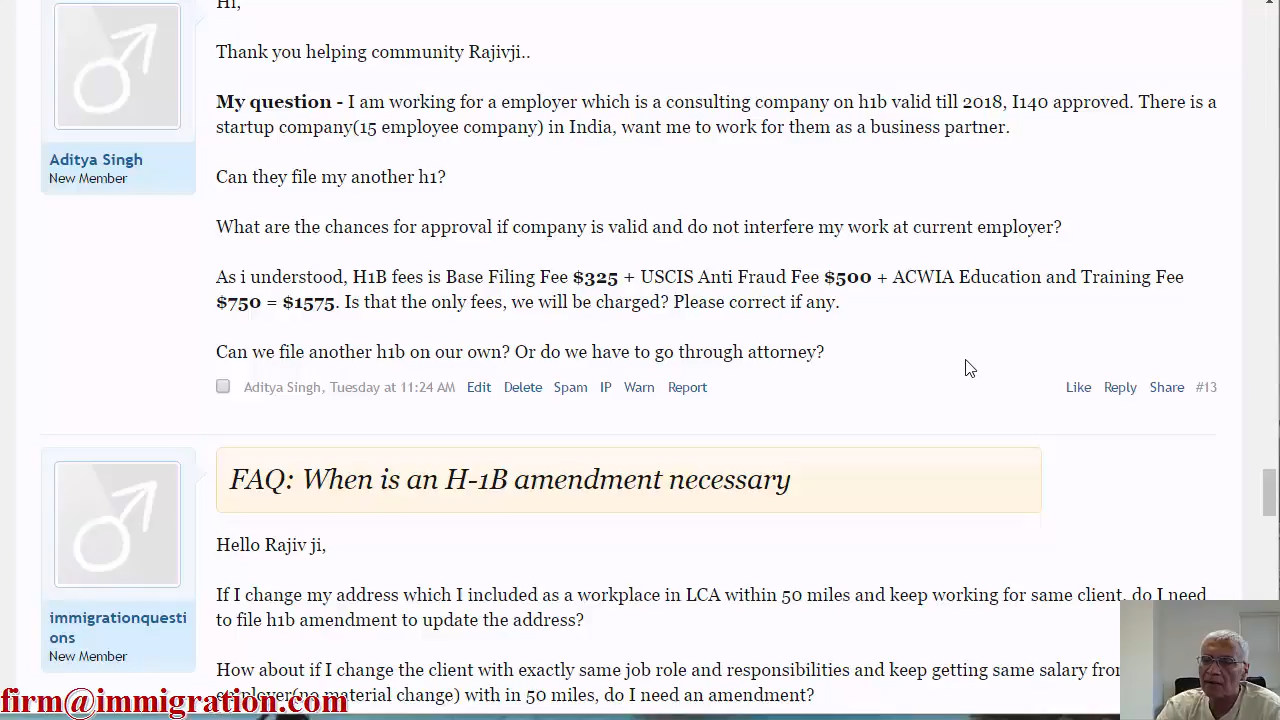 Hi,
Thank you helping community Rajivji..
My question - I am working for a employer which is a consulting company on h1b valid till 2018, I140 approved. There is a
startup company(15 employee company) in India, want me to work for them as a business partner.
Aditya Singh
New Member
Can they file my another h1?
What are the chances for approval if company is valid and do not interfere my work at current employer?
As i understood, H1B fees is Base Filing Fee $325 + USCIS Anti Fraud Fee $500 + ACWIA Education and Training Fee
$750 = $1575. Is that the only fees, we will be charged? Please correct if any.
Can we file another h1b on our own? Or do we have to go through attorney?
Aditya Singh, Tuesday at 11:24 AM Edit Delete Spam IP Warn Report Like Reply Share #13
FAQ: When is an H-1B amendment necessary
Hello Rajiv ji,
If I change my address which I included as a workplace in LCA within 50 miles and keep working for same client, do I need
to file h1b amendment to update the address?
immigrationquesti
ons
New Member
How about if I change the client with exactly same job role and responsibilities and keep getting same salary
employer(no material change) with in 50 miles, do I need an amendment?
firm@immigration.com